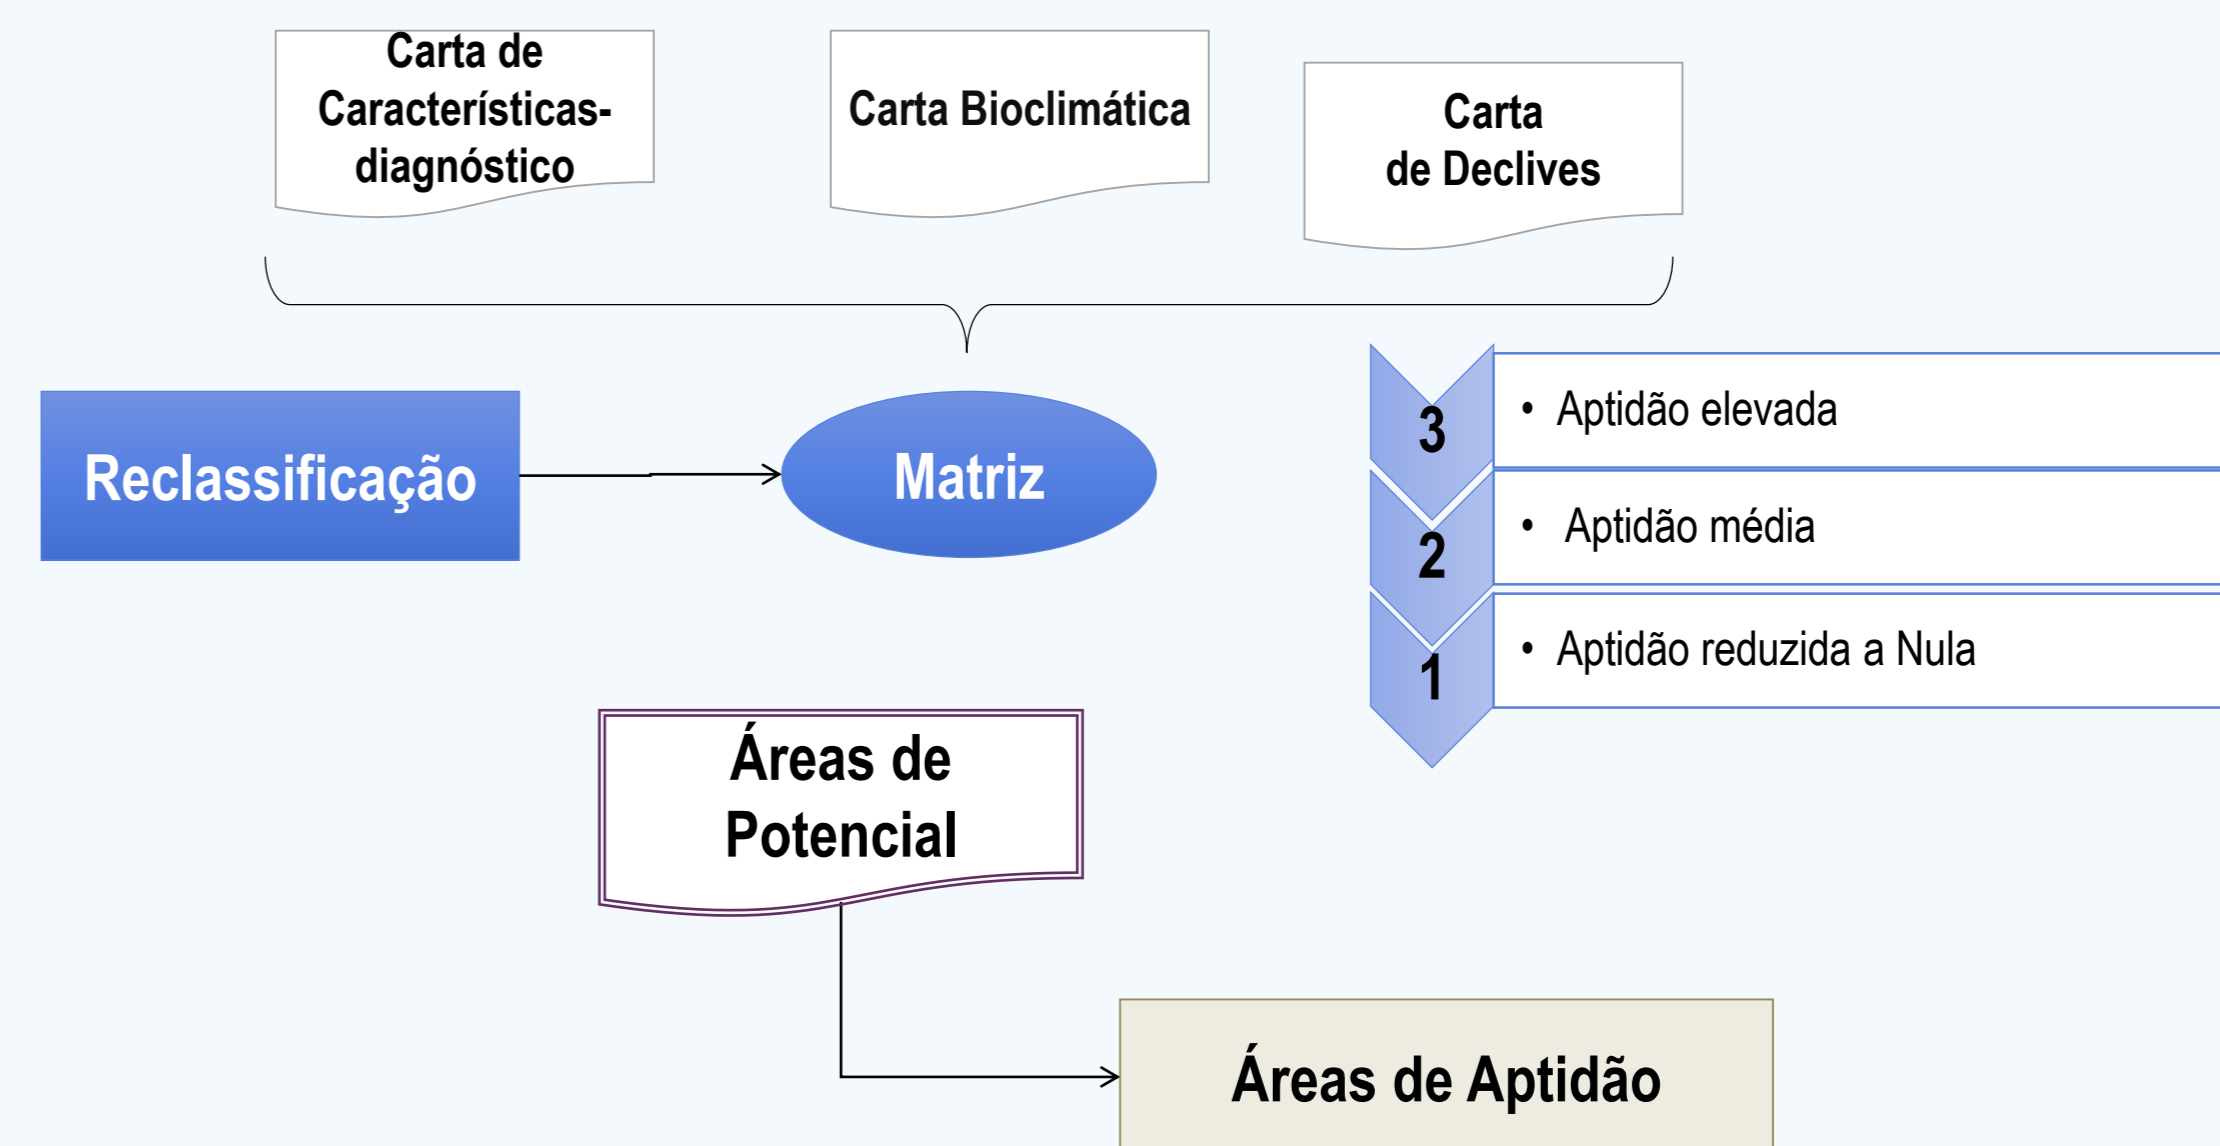 Carta de
Características-
diagnóstico
Carta Bioclimática
Carta
de Declives
Reclassificação
Matriz
3
• Aptidão elevada
2
• Aptidão média
1
• Aptidão reduzida a Nula
Áreas de
Potencial
Áreas de Aptidão